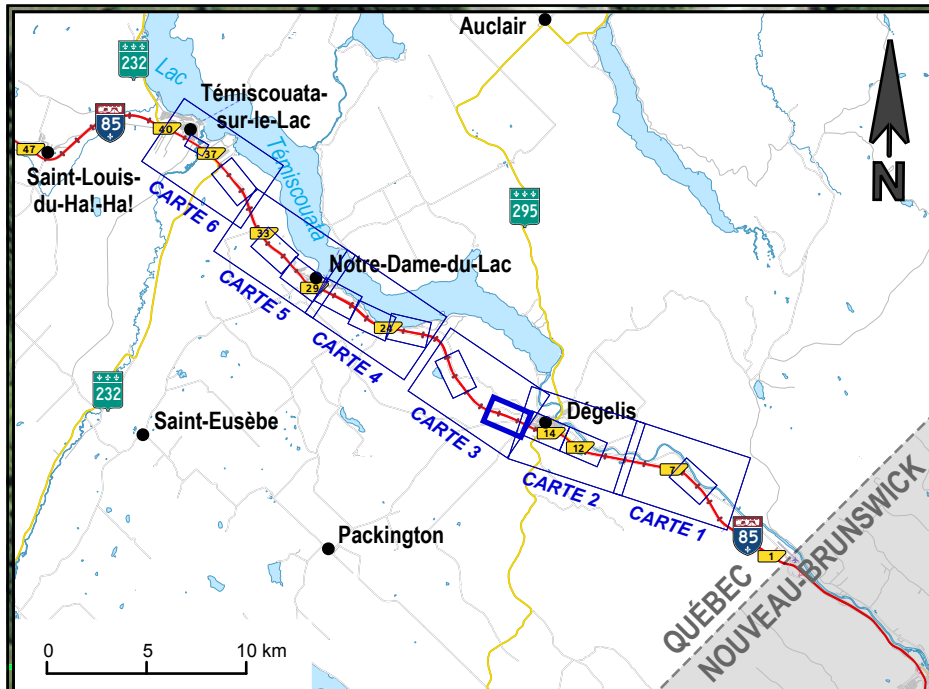 Auclair
232
Lac
Témiscouata-
sur-le-Lac
85
40
47
37
Saint-Louis-
du-Ha!-Ha!
Témiscouata
N
CARTE 6
295
33
Notre-Dame-du-Lac
29
CARTE 5
24
CARTE 4
232
Saint-Eusèbe
Dégelis
14
12
CARTE 3
7
CARTE 2
CARTE 1
Packington
85
1
QUÉBEC
NOUVEAU-BRUNSWICK
0 5 10 km